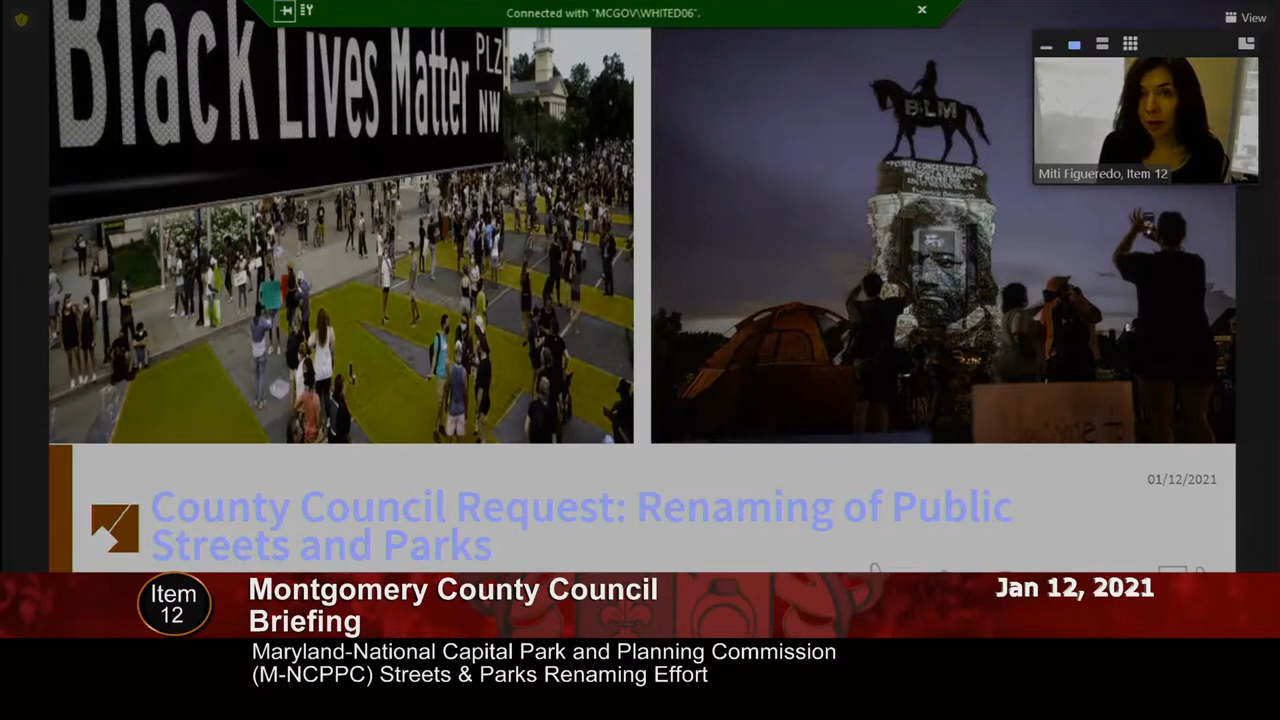 Connected with "MCGOV\WHITED06".
View
Black Lives Matter
PLZ
NW
BLM
Miti Figueredo, Item 12
01/12/2021
County Council Request: Renaming of Public
Streets and Parks
Item
12
Montgomery County Council
Briefing
Jan 12, 2021
Maryland-National Capital Park and Planning Commission
(M-NCPPC) Streets & Parks Renaming Effort